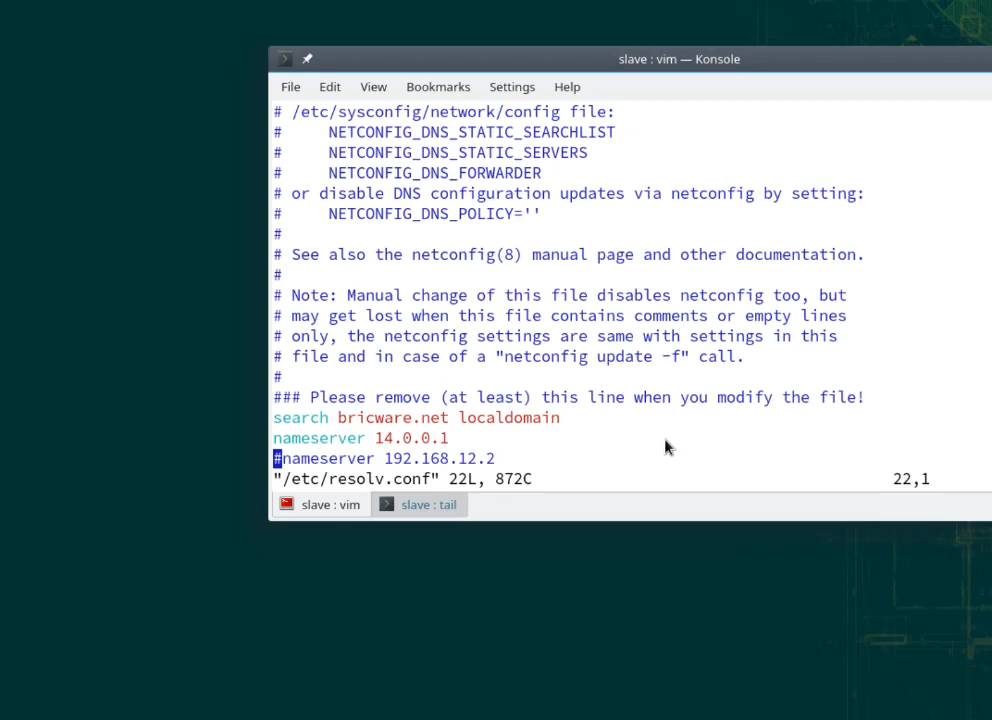 slave : vim — Konsole
File Edit View Bookmarks Settings Help
# /etc/sysconfig/network/config file:
#     NETCONFIG_DNS_STATIC_SEARCHLIST
#     NETCONFIG_DNS_STATIC_SERVERS
#     NETCONFIG_DNS_FORWARDER
# or disable DNS configuration updates via netconfig by setting:
#     NETCONFIG_DNS_POLICY=''
#
# See also the netconfig(8) manual page and other documentation.
#
# Note: Manual change of this file disables netconfig too, but
# may get lost when this file contains comments or empty lines
# only, the netconfig settings are same with settings in this
# file and in case of a "netconfig update -f" call.
#
### Please remove (at least) this line when you modify the file!
search bricware.net localdomain
nameserver 14.0.0.1
#nameserver 192.168.12.2
"/etc/resolv.conf" 22L, 872C 22,1
slave : vim slave : tail